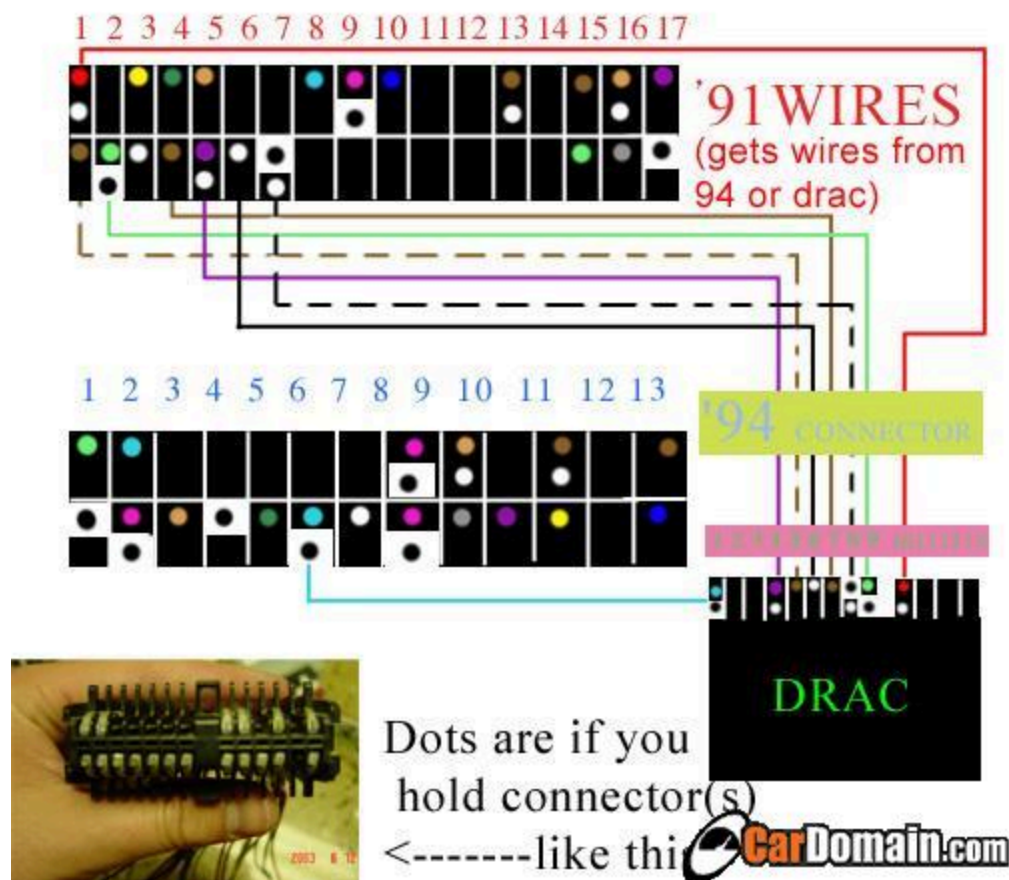 1 2 3 4 5 6 7 8 9 10 11 12 13 14 15 16 17
'91 WIRES
(gets wires from
94 or drac)
1 2 3 4 5 6 7 8 9 10 11 12 13
'94 CONNECTOR
DRAC
Dots are if you
hold connector(s)
<-------like
CarDomain.com